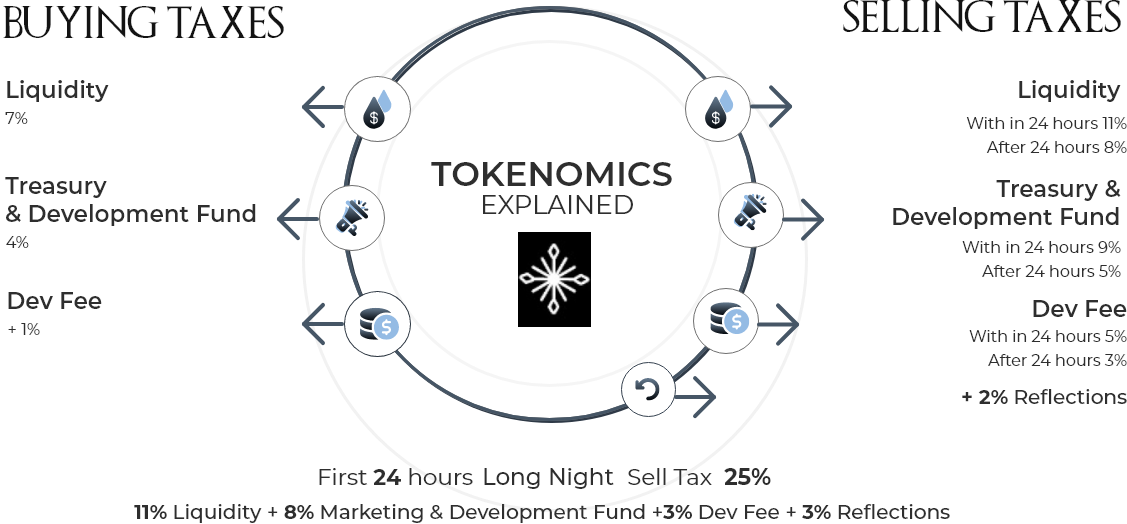 BUYING TAXES
Liquidity
7%
Treasury
& Development Fund
4%
Dev Fee
+ 1%
TOKENOMICS
EXPLAINED
SELLING TAXES
Liquidity
With in 24 hours 11%
After 24 hours 8%
Treasury &
Development Fund
With in 24 hours 9%
After 24 hours 5%
Dev Fee
With in 24 hours 5%
After 24 hours 3%
+ 2% Reflections
First 24 hours Long Night Sell Tax 25%
11% Liquidity + 8% Marketing & Development Fund +3% Dev Fee + 3% Reflections